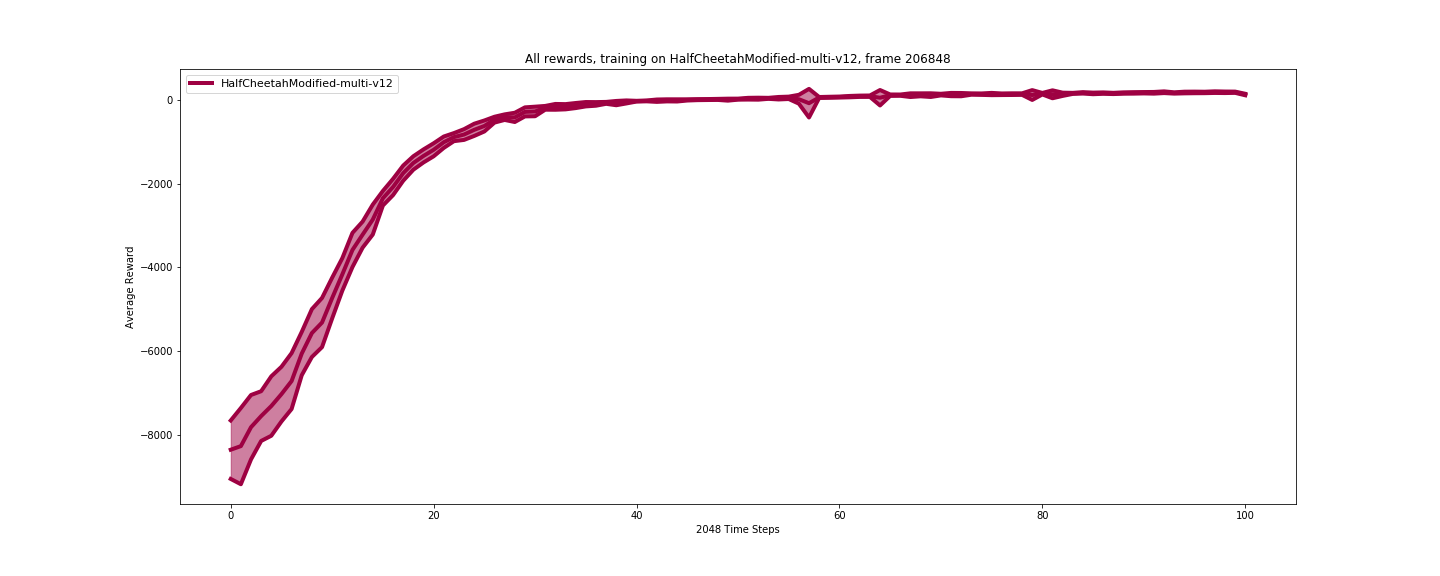 All rewards, training on HalfCheetahModified-multi-v12, frame 206848
HalfCheetahModified-multi-v12
Average Reward
0
−2000
−4000
−6000
−8000
0 20 40 60 80 100
2048 Time Steps